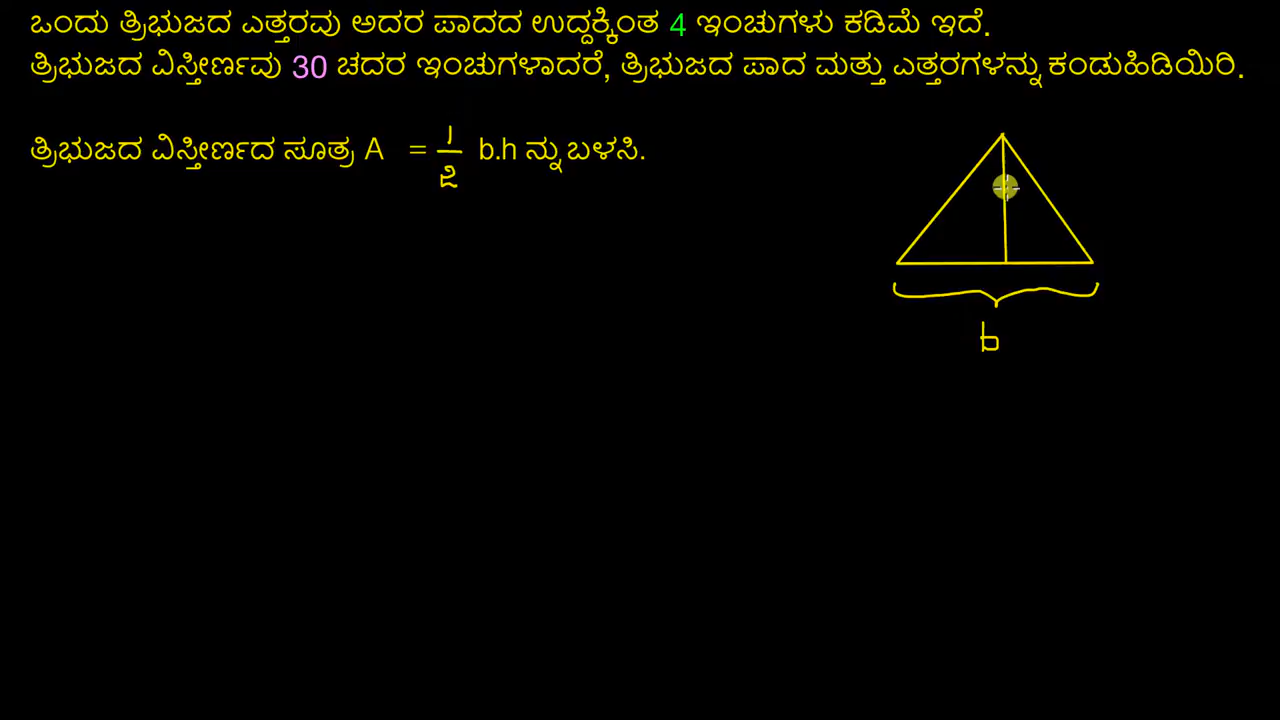 ಒಂದು ತ್ರಿಭುಜದ ಎತ್ತರವು ಅದರ ಪಾದದ ಉದ್ದಕ್ಕಿಂತ 4 ಇಂಚುಗಳು ಕಡಿಮೆ ಇದೆ.
ತ್ರಿಭುಜದ ವಿಸ್ತೀರ್ಣವು 30 ಚದರ ಇಂಚುಗಳಾದರೆ, ತ್ರಿಭುಜದ ಪಾದ ಮತ್ತು ಎತ್ತರಗಳನ್ನು ಕಂಡುಹಿಡಿಯಿರಿ.
ತ್ರಿಭುಜದ ವಿಸ್ತೀರ್ಣದ ಸೂತ್ರ A = 1/2 b.h ನ್ನು ಬಳಸಿ.
b